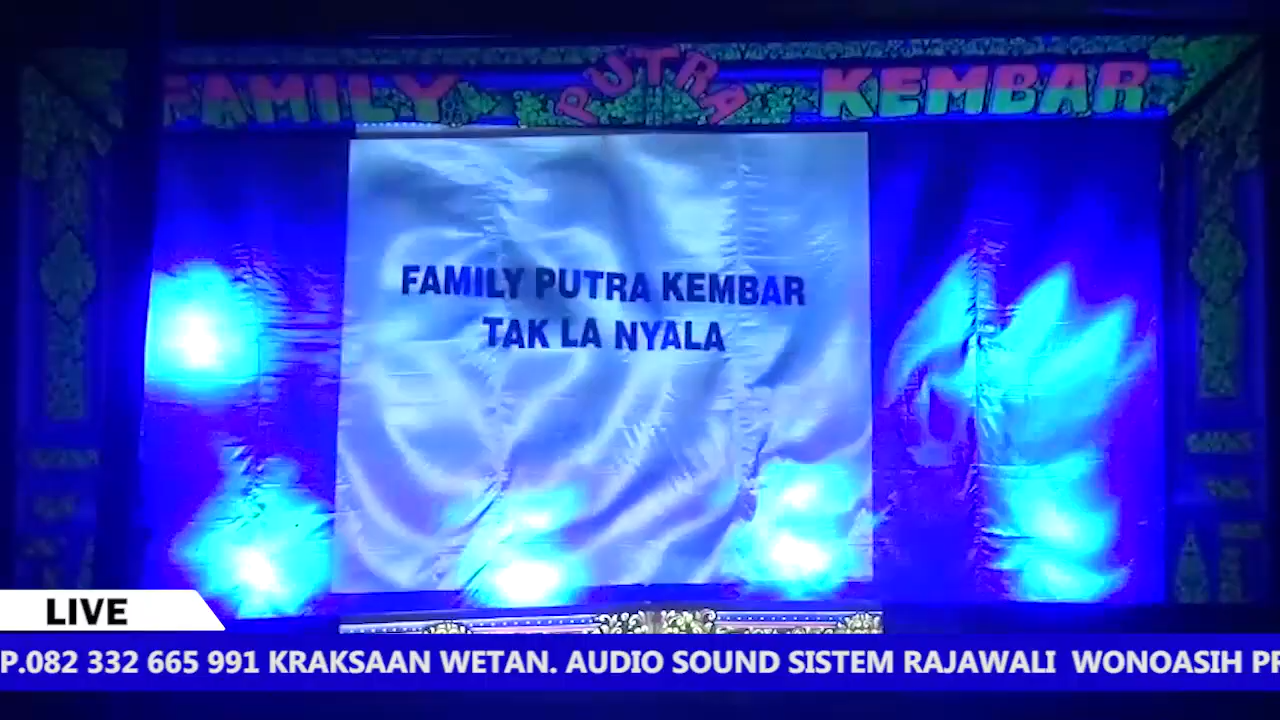 FAMILY PUTRA KEMBAR
FAMILY PUTRA KEMBAR
TAK LA NYALA
LIVE
P.082 332 665 991 KRAKSAAN WETAN. AUDIO SOUND SISTEM RAJAWALI WONOASIH